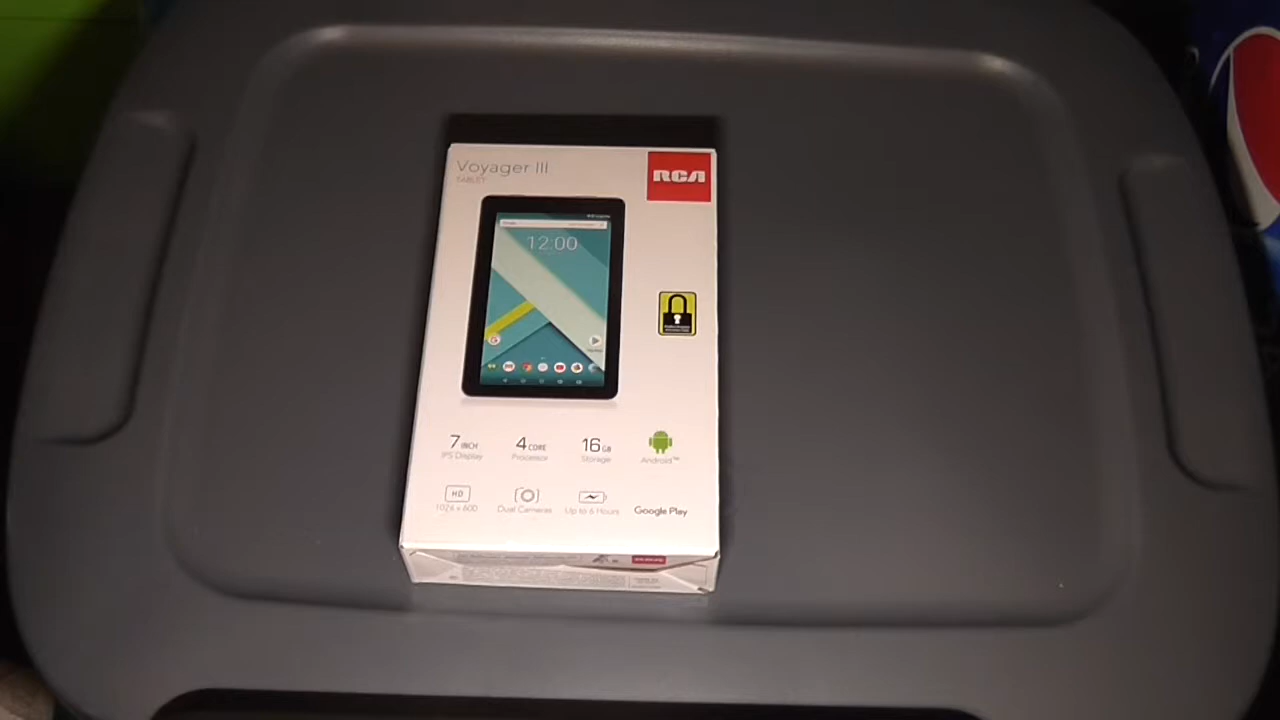 Voyager III
TABLET
RCA
12:00
7 INCH
IPS Display
4 CORE
Processor
16 GB
Storage
Android™
HD
1024 x 600
Dual Cameras
Up to 6 Hours
Google Play